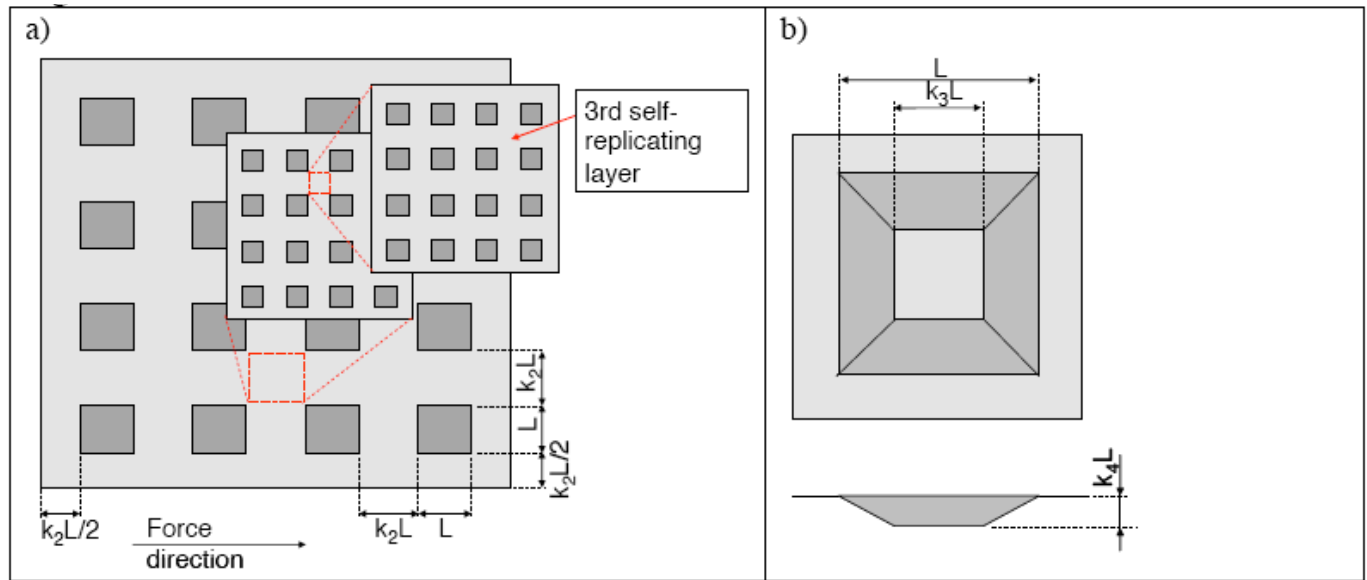 a)
3rd self-
replicating
layer
k₂L
L
k₂L/2
k₂L/2
k₂L
L
Force
direction
b)
L
k₃L
k₄L